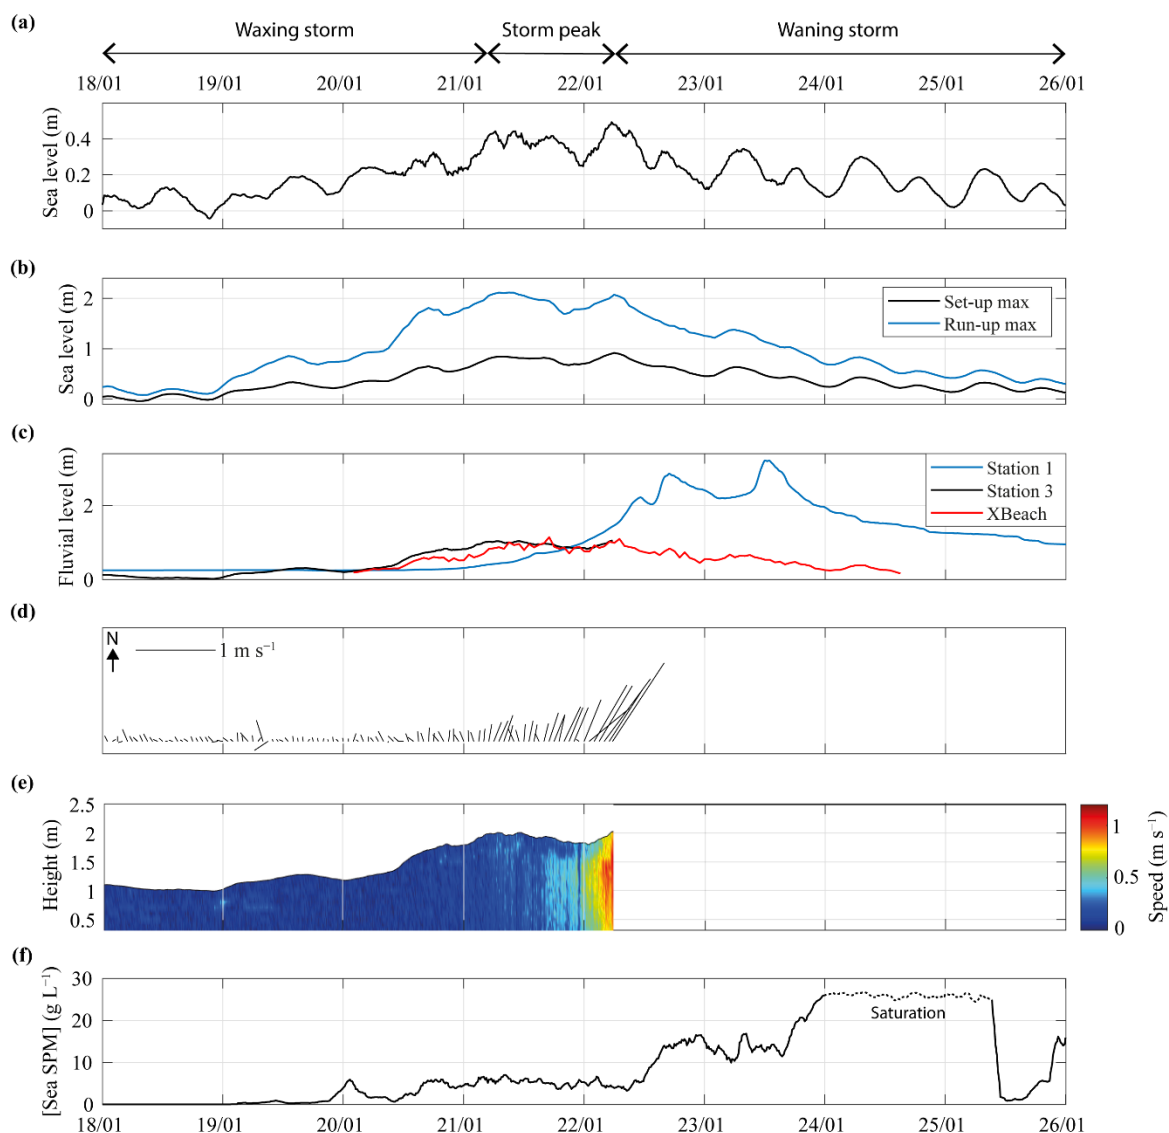 (a)
Waxing storm Storm peak Waning storm
18/01 19/01 20/01 21/01 22/01 23/01 24/01 25/01 26/01
Sea level (m)
0.4
0.2
0
(b)
Sea level (m)
2
1
0
Set-up max
Run-up max
(c)
Fluvial level (m)
2
0
Station 1
Station 3
XBeach
(d)
N
1 m s⁻¹
(e)
Height (m)
2.5
2
1.5
1
0.5
1
0.5
0
Speed (m s⁻¹)
(f)
[Sea SPM] (g L⁻¹)
30
20
10
0
Saturation
18/01 19/01 20/01 21/01 22/01 23/01 24/01 25/01 26/01